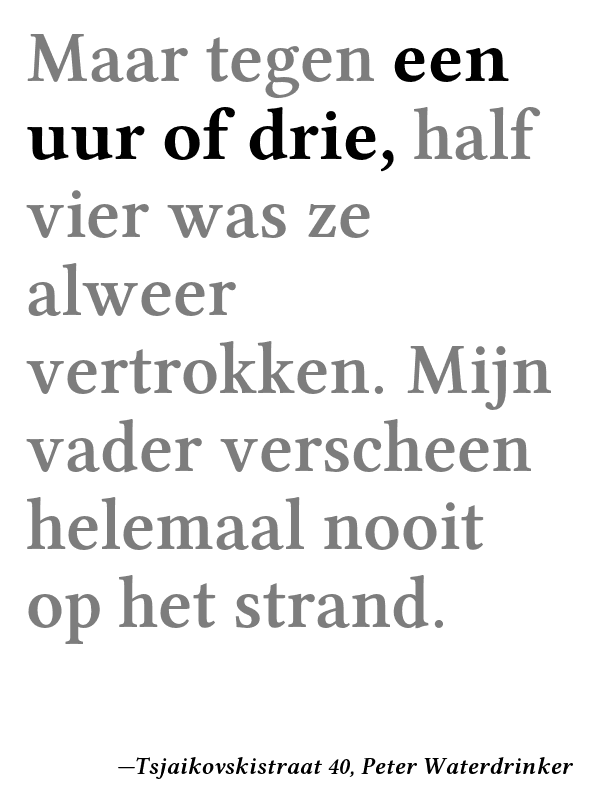 Maar tegen een
uur of drie, half
vier was ze
alweer
vertrokken. Mijn
vader verscheen
helemaal nooit
op het strand.
—Tsjaikovskistraat 40, Peter Waterdrinker